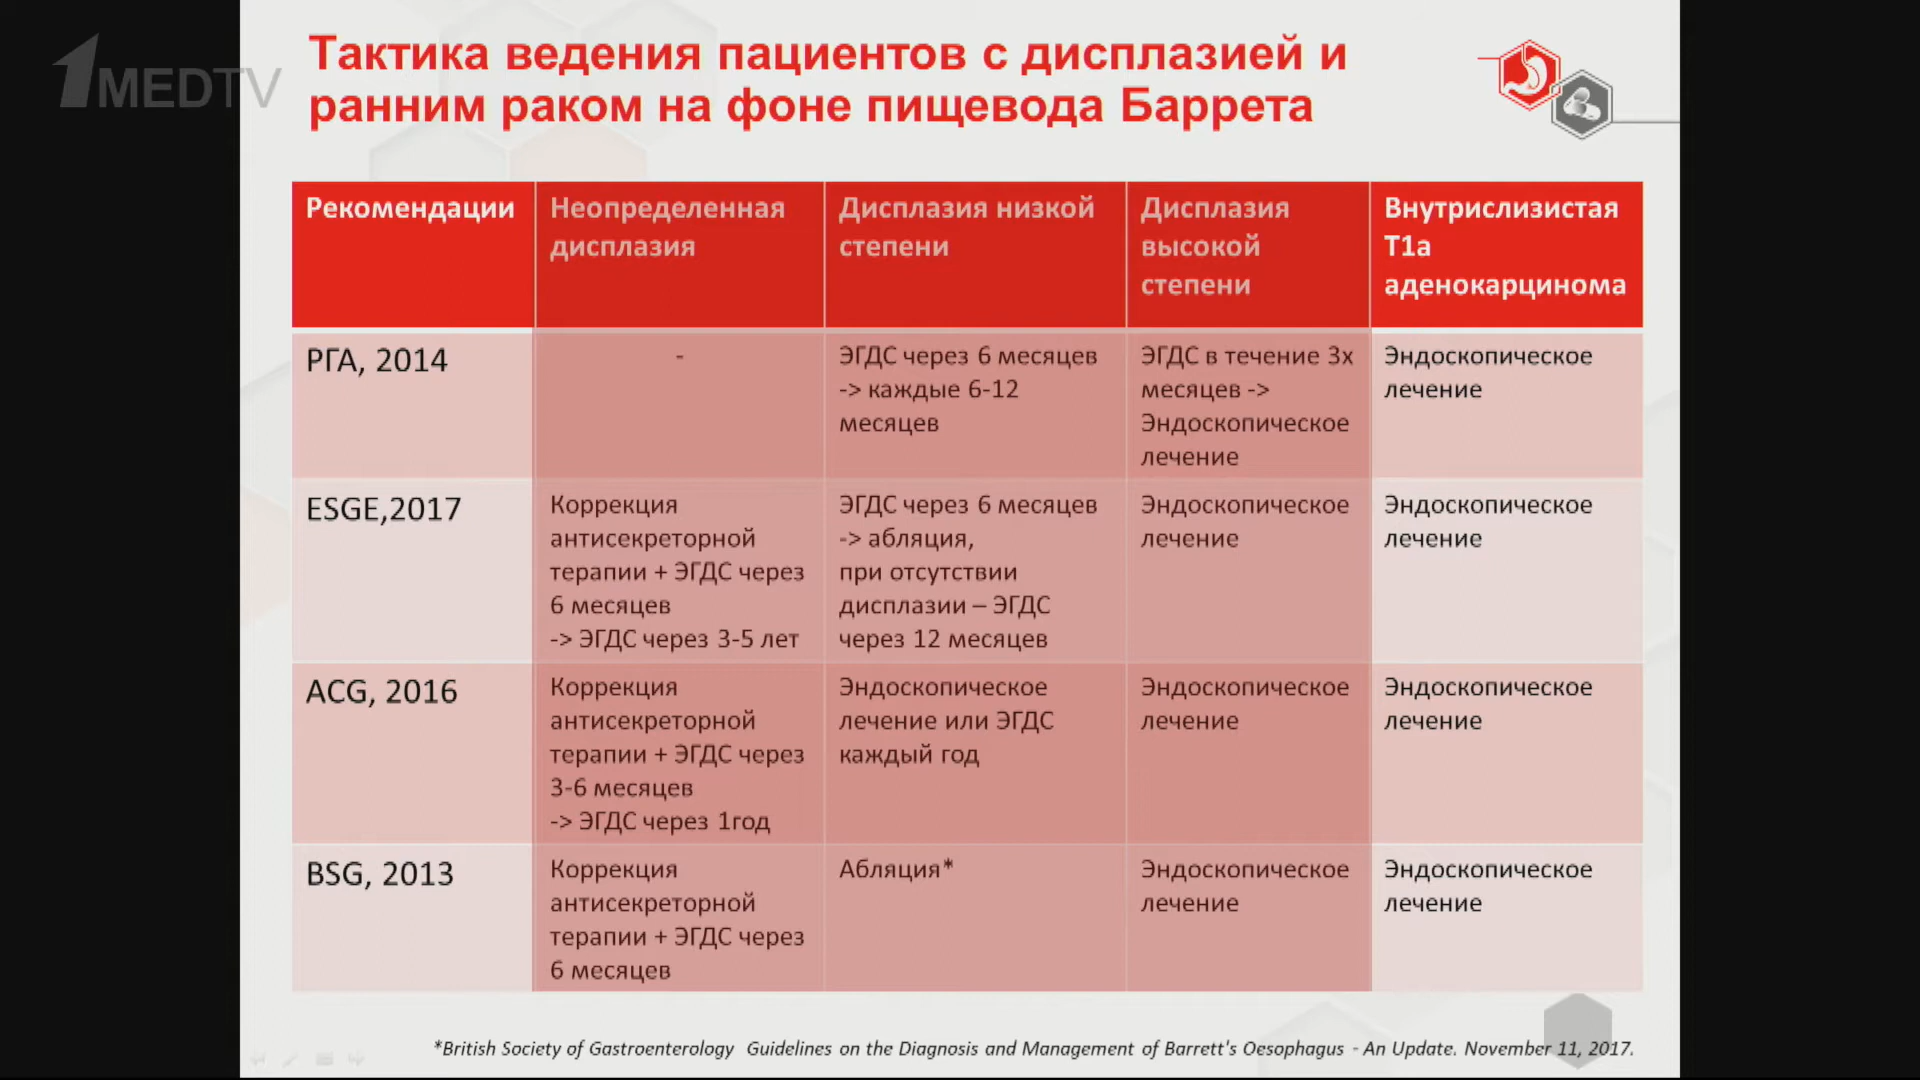 1MEDTV
Тактика ведения пациентов с дисплазией и
ранним раком на фоне пищевода Баррета
Рекомендации
Неопределенная
дисплазия
Дисплазия низкой
степени
Дисплазия
высокой
степени
Внутрислизистая
T1a
аденокарцинома
РГА, 2014
-
ЭГДС через 6 месяцев
-> каждые 6-12
месяцев
ЭГДС в течение 3х
месяцев ->
Эндоскопическое
лечение
Эндоскопическое
лечение
ESGE,2017
Коррекция
антисекреторной
терапии + ЭГДС через
6 месяцев
-> ЭГДС через 3-5 лет
ЭГДС через 6 месяцев
-> абляция,
при отсутствии
дисплазии – ЭГДС
через 12 месяцев
Эндоскопическое
лечение
Эндоскопическое
лечение
ACG, 2016
Коррекция
антисекреторной
терапии + ЭГДС через
3-6 месяцев
-> ЭГДС через 1год
Эндоскопическое
лечение или ЭГДС
каждый год
Эндоскопическое
лечение
Эндоскопическое
лечение
BSG, 2013
Коррекция
антисекреторной
терапии + ЭГДС через
6 месяцев
Абляция*
Эндоскопическое
лечение
Эндоскопическое
лечение
*British Society of Gastroenterology Guidelines on the Diagnosis and Management of Barrett's Oesophagus - An Update. November 11, 2017.